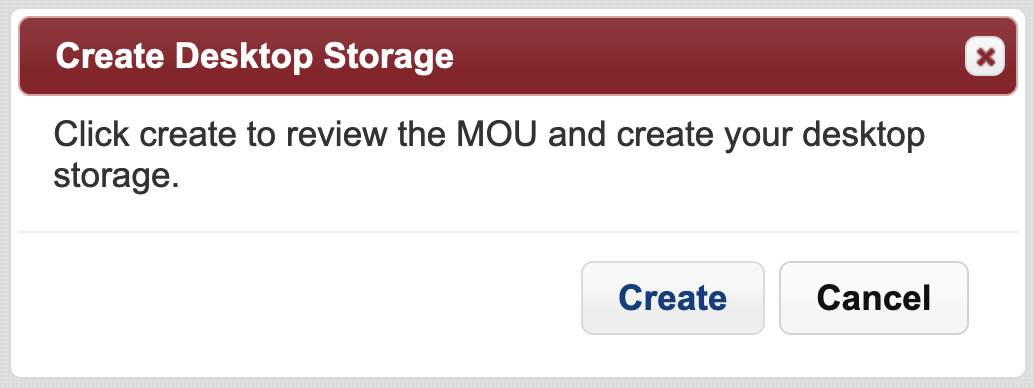 Create Desktop Storage
Click create to review the MOU and create your desktop
storage.
Create
Cancel